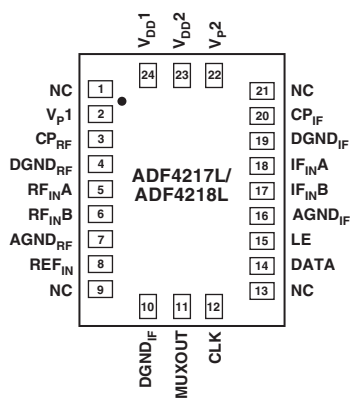 VDD1 VDD2 VP2
24 23 22
NC 1
VP1 2
CPRF 3
DGNDRF 4
RFINA 5
RFINB 6
AGNDRF 7
REFIN 8
NC 9
ADF4217L/
ADF4218L
21 NC
20 CPIF
19 DGNDIF
18 IFINA
17 IFINB
16 AGNDIF
15 LE
14 DATA
13 NC
10 11 12
DGNDIF MUXOUT CLK